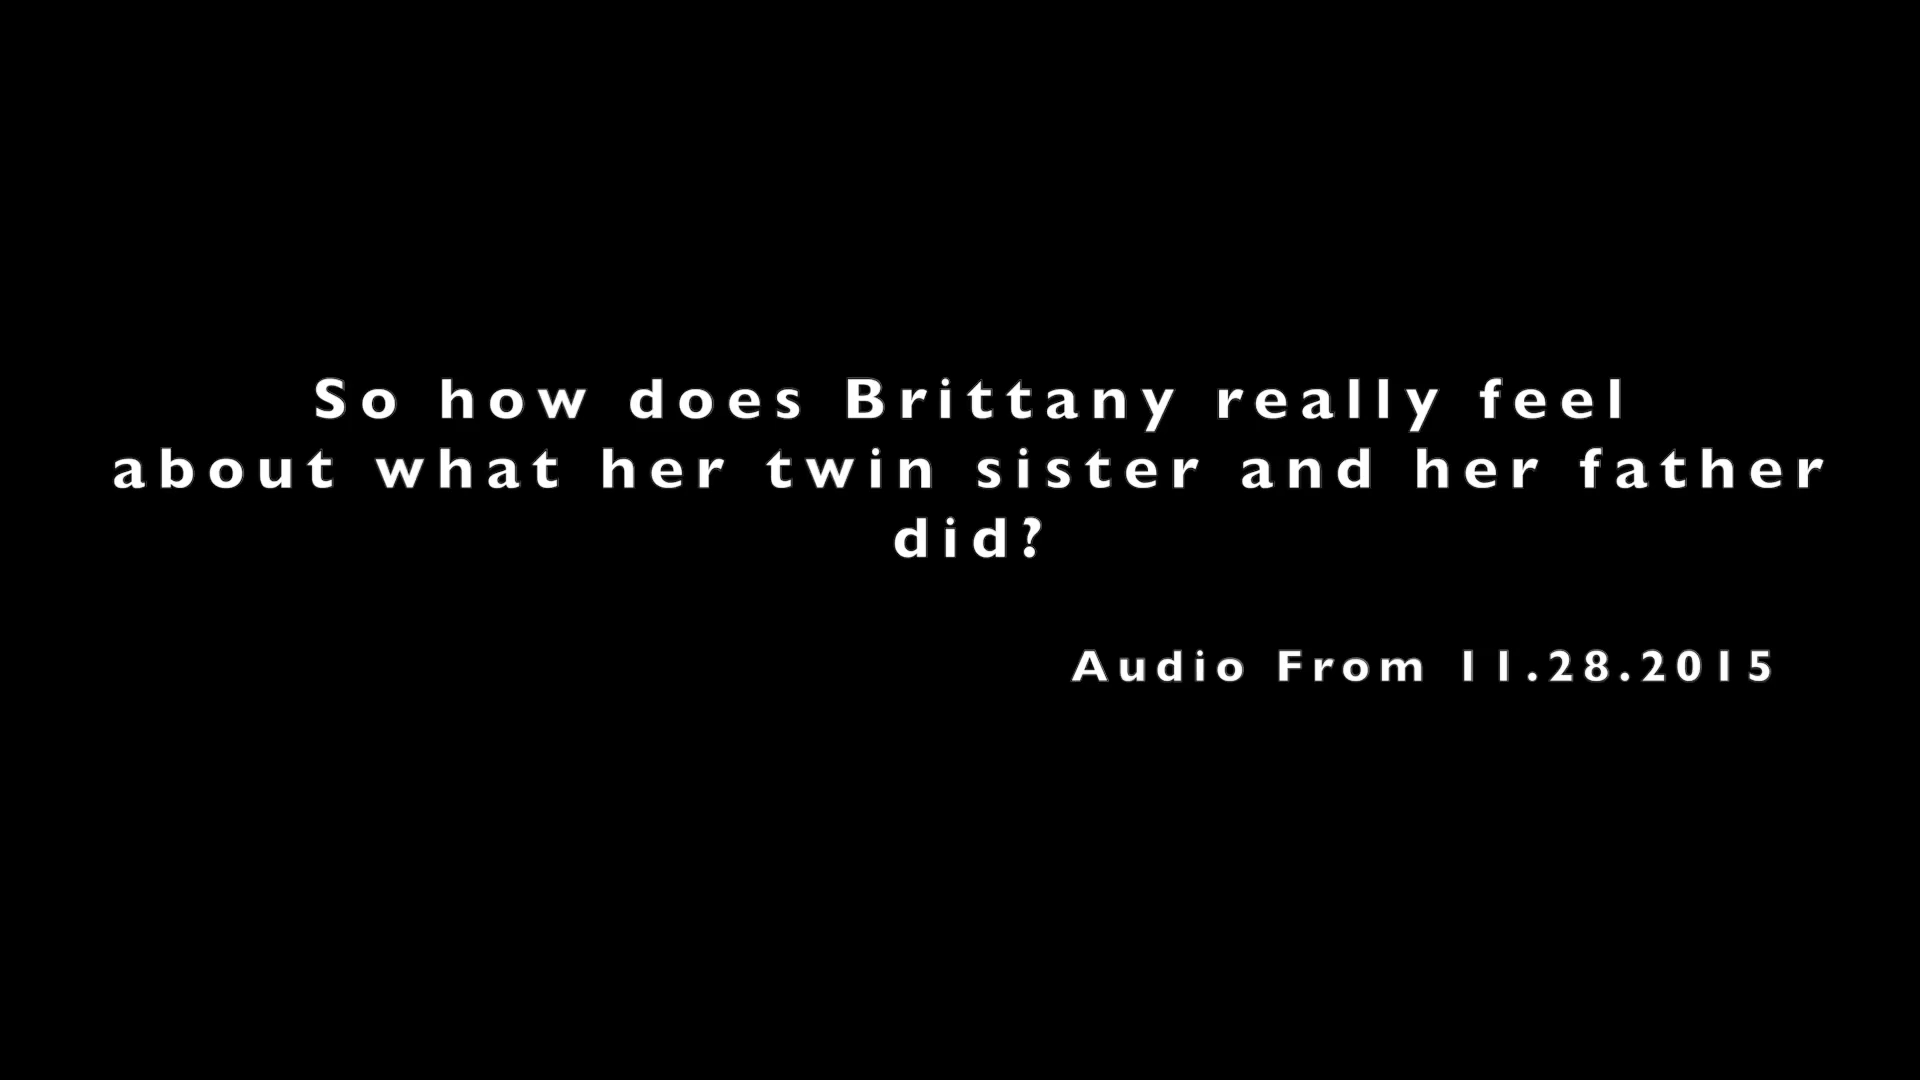 So how does Brittany really feel
about what her twin sister and her father
did?
Audio From 11.28.2015